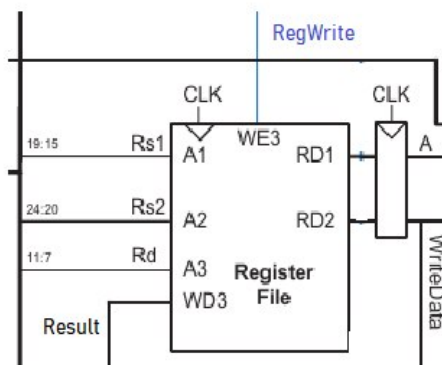 RegWrite
CLK
CLK
19:15
Rs1
A1
WE3
RD1
A
24:20
Rs2
A2
RD2
11:7
Rd
A3
Register
File
WD3
WriteData
Result